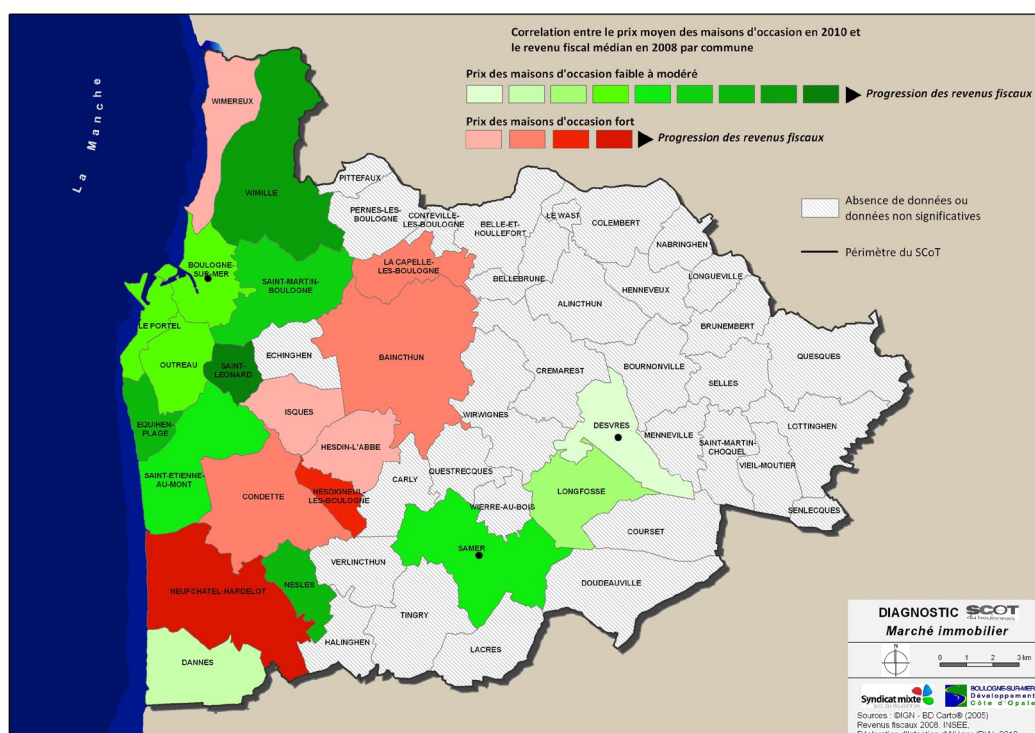 Correlation entre le prix moyen des maisons d'occasion en 2010 et
le revenu fiscal médian en 2008 par commune
Prix des maisons d'occasion faible à modéré
Progression des revenus fiscaux
Prix des maisons d'occasion fort
Progression des revenus fiscaux
Absence de données ou
données non significatives
Périmètre du SCoT
La Manche
WIMEREUX
WIMILLE
PITTEFAUX
PERNES-LES-
BOULOGNE
CONTEVILLE-
LES-BOULOGNE
BELLE-ET-
HOULLEFORT
LE WAST
COLEMBERT
NABRINGHEN
BOULOGNE-
SUR-MER
SAINT-MARTIN-
BOULOGNE
LA CAPELLE-
LES-BOULOGNE
BELLEBRUNE
HENNEVEUX
LONGUEVILLE
ALINCTHUN
BRUNEMBERT
LE PORTEL
OUTREAU
SAINT-
LEONARD
ECHINGHEN
BAINCTHUN
CREMAREST
BOURNONVILLE
SELLES
QUESQUES
EQUIHEN-
PLAGE
ISQUES
HESDIN-L'ABBE
WIRWIGNES
DESVRES
MENNEVILLE
SAINT-MARTIN-
CHOQUEL
LOTTINGHEN
VIEIL-MOUTIER
SAINT-ETIENNE-
AU-MONT
CONDETTE
HESDIGNEUL-
LES-BOULOGNE
CARLY
QUESTRECQUES
WIERRE-AU-BOIS
LONGFOSSE
SENLECQUES
COURSET
SAMER
VERLINCTHUN
NEUFCHATEL-HARDELOT
NESLES
TINGRY
DOUDEAUVILLE
HALINGHEN
LACRES
DANNES
DIAGNOSTIC SCOT
du boulonnais
Marché immobilier
0 1 2 3 km
Syndicat mixte
BOULOGNE-SUR-MER
Développement
Côte d'Opale
Sources : ©IGN - BD Carto® (2005)
Revenus fiscaux 2008, INSEE,